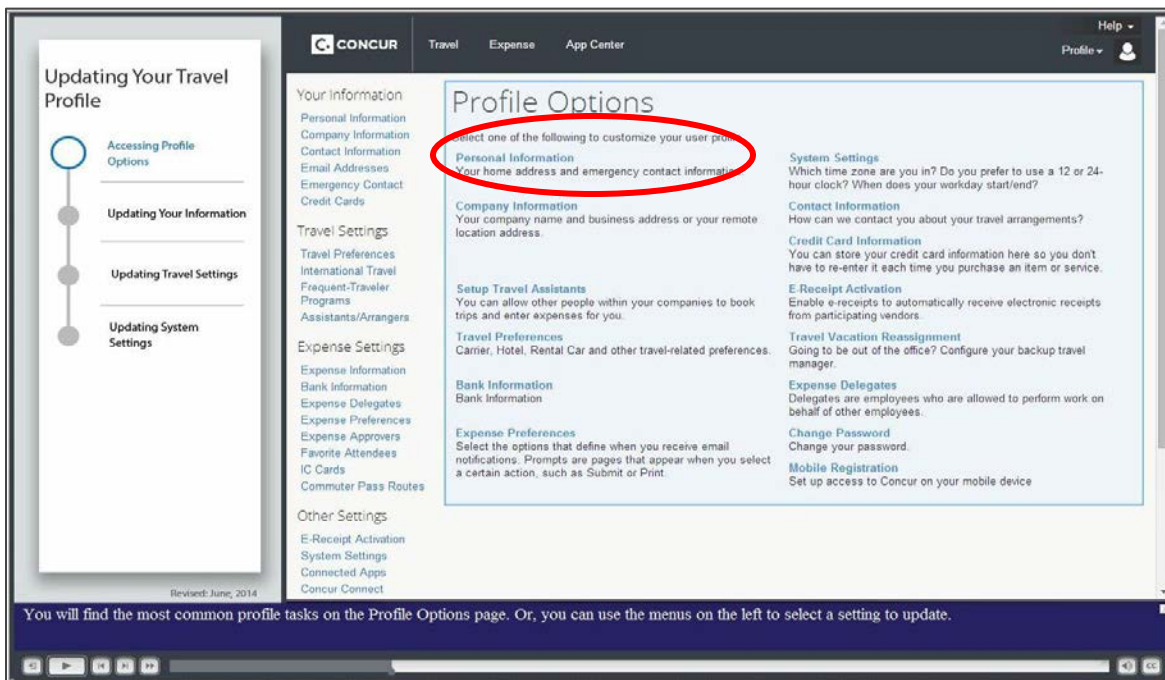 Updating Your Travel
Profile
Accessing Profile
Options
Updating Your Information
Updating Travel Settings
Updating System
Settings
Revised: June, 2014
C. CONCUR
Travel
Expense
App Center
Help
Profile
Your Information
Personal Information
Company Information
Contact Information
Email Addresses
Emergency Contact
Credit Cards
Travel Settings
Travel Preferences
International Travel
Frequent-Traveler
Programs
Assistants/Arrangers
Expense Settings
Expense Information
Bank Information
Expense Delegates
Expense Preferences
Expense Approvers
Favorite Attendees
IC Cards
Commuter Pass Routes
Other Settings
E-Receipt Activation
System Settings
Connected Apps
Concur Connect
Profile Options
Select one of the following to customize your user
Personal Information
Your home address and emergency contact information
Company Information
Your company name and business address or your remote
location address.
Setup Travel Assistants
You can allow other people within your companies to book
trips and enter expenses for you.
Travel Preferences
Carrier, Hotel, Rental Car and other travel-related preferences.
Bank Information
Bank Information
Expense Preferences
Select the options that define when you receive email
notifications. Prompts are pages that appear when you select
a certain action, such as Submit or Print.
System Settings
Which time zone are you in? Do you prefer to use a 12 or 24-
hour clock? When does your workday start/end?
Contact Information
How can we contact you about your travel arrangements?
Credit Card Information
You can store your credit card information here so you don't
have to re-enter it each time you purchase an item or service.
E-Receipt Activation
Enable e-receipts to automatically receive electronic receipts
from participating vendors.
Travel Vacation Reassignment
Going to be out of the office? Configure your backup travel
manager.
Expense Delegates
Delegates are employees who are allowed to perform work on
behalf of other employees.
Change Password
Change your password.
Mobile Registration
Set up access to Concur on your mobile device
You will find the most common profile tasks on the Profile Options page. Or, you can use the menus on the left to select a setting to update.
CC